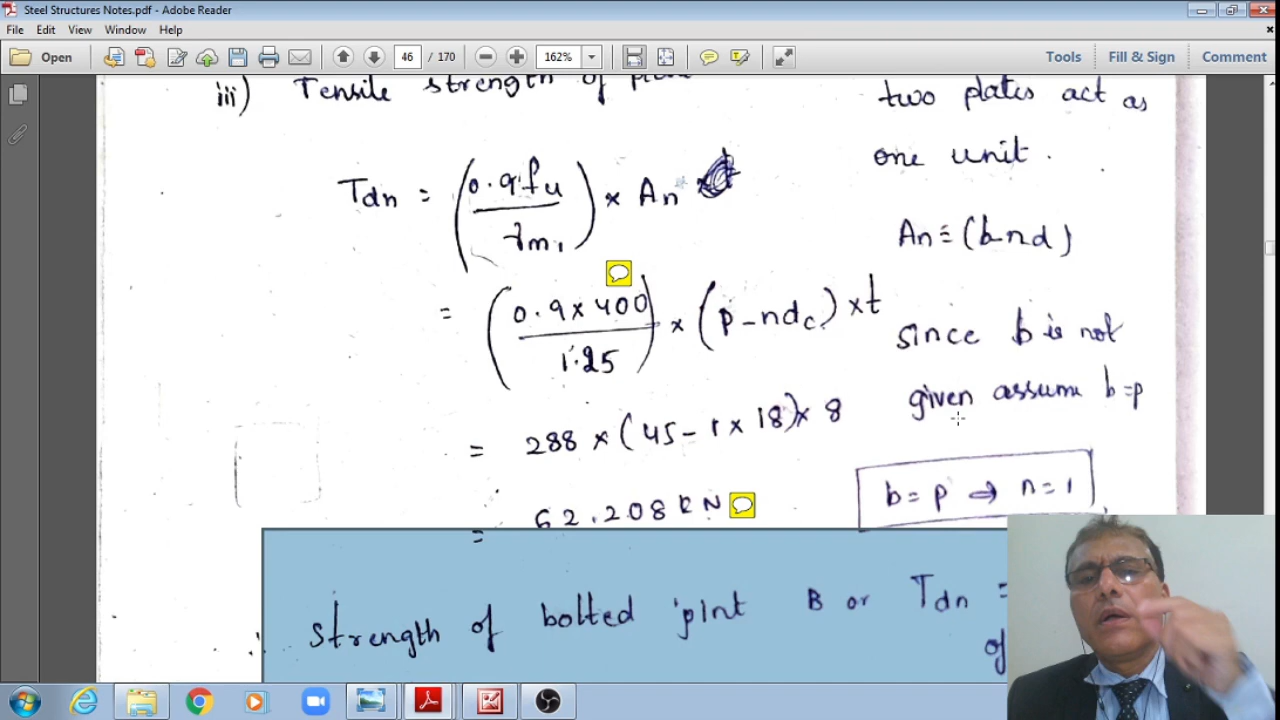 Steel Structures Notes.pdf - Adobe Reader
File Edit View Window Help
Open 46 / 170 162% Tools Fill & Sign Comment
iii) Tensile strength of
Tdn = (0.9fu / γm1) × An
= (0.9 × 400 / 1.25) × (p - ndc) × t
= 288 × (45 - 1 × 18) × 8
= 62.208 kN
two plates act as
one unit.
An = (b-nd)
since b is not
given assume b=p
b = p ⇒ n = 1
∴ strength of bolted joint B or Tdn =
of